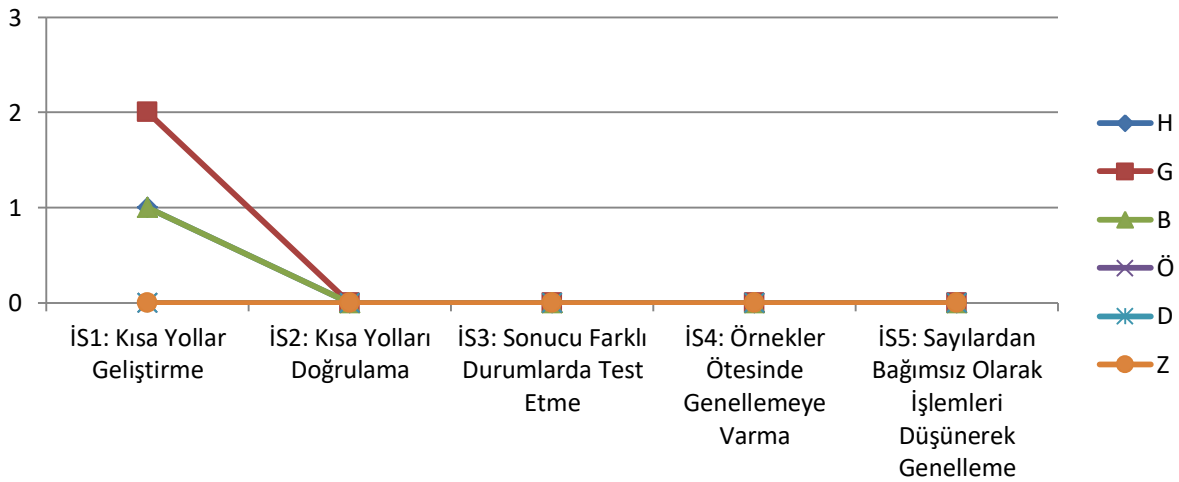 3
2
1
0
İS1: Kısa Yollar
Geliştirme
İS2: Kısa Yolları
Doğrulama
İS3: Sonucu Farklı
Durumlarda Test
Etme
İS4: Örnekler
Ötesinde
Genellemeye
Varma
İS5: Sayılardan
Bağımsız Olarak
İşlemleri
Düşünerek
Genelleme
H
G
B
Ö
D
Z